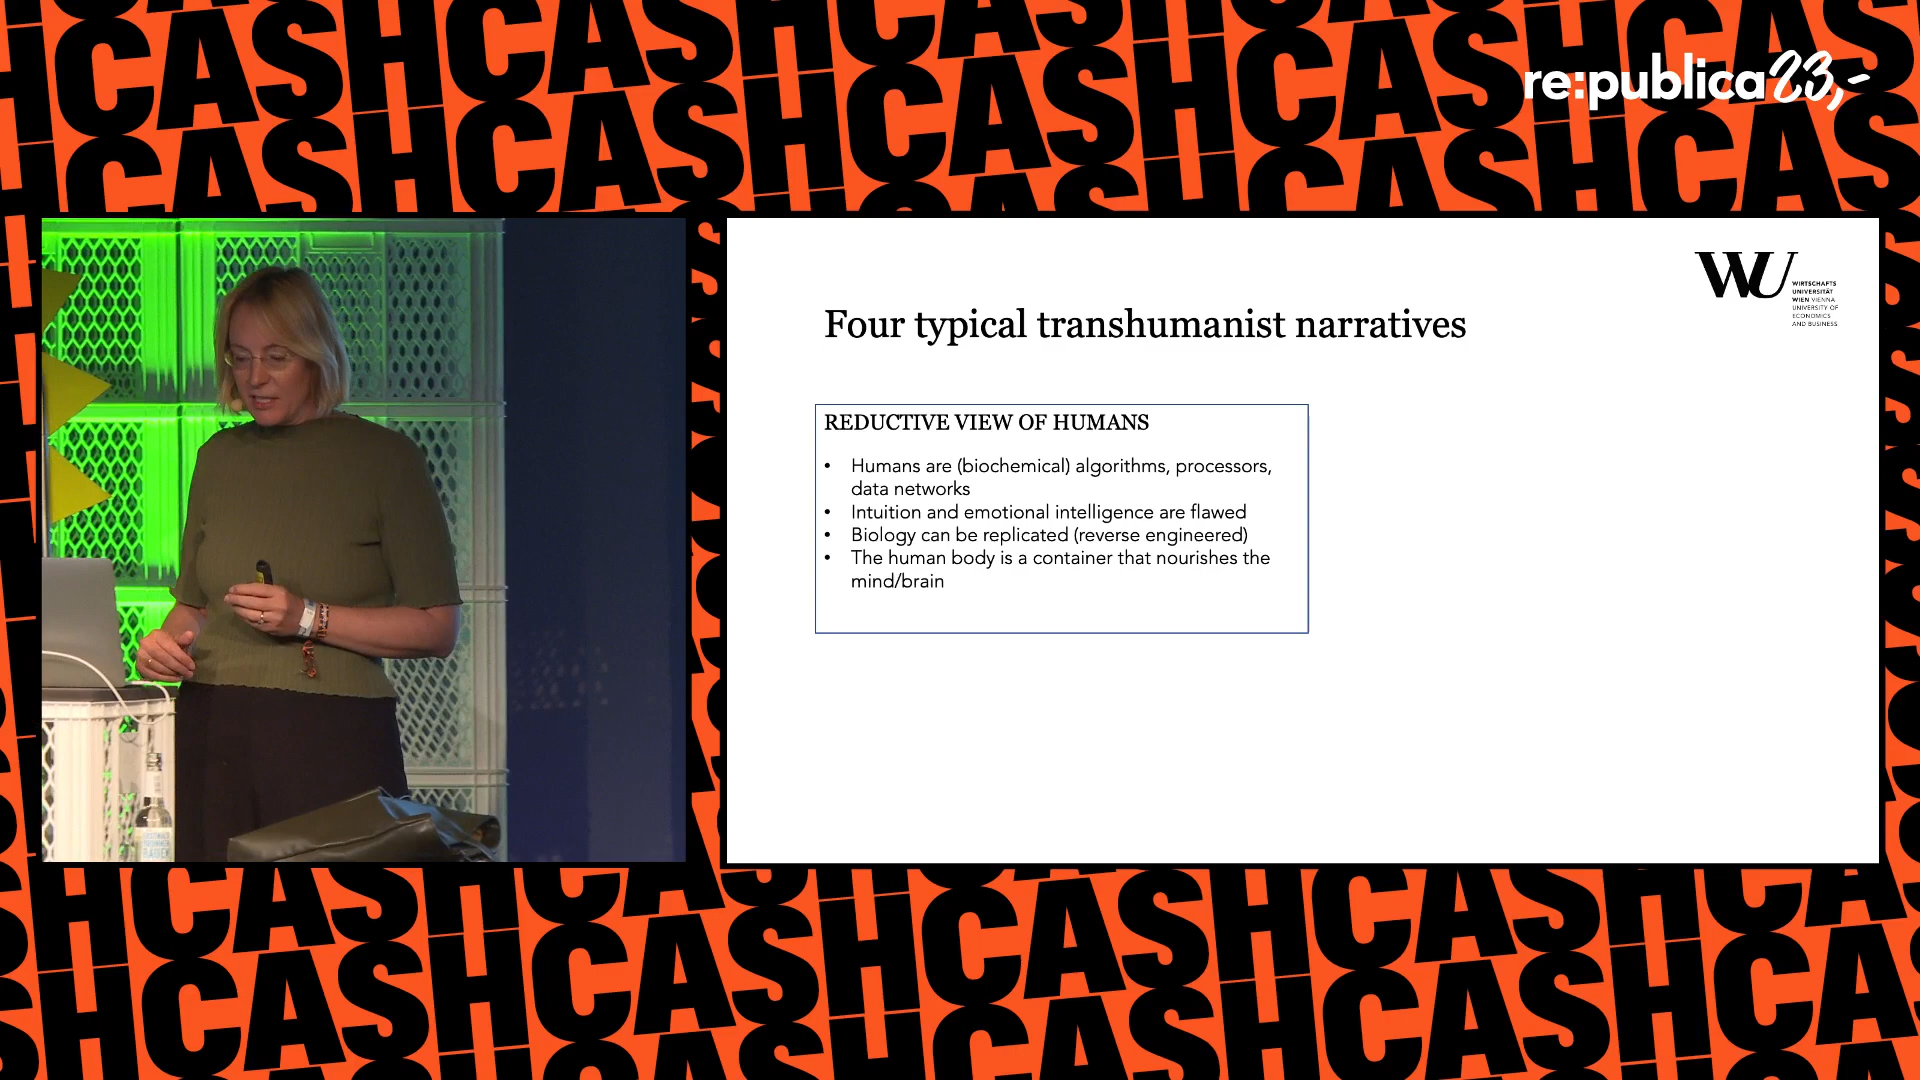 CASHCASHCASHCASHCASHCAS
re:publica23,-
WU
WIRTSCHAFTS
UNIVERSITÄT
WIEN VIENNA
UNIVERSITY OF
ECONOMICS
AND BUSINESS
Four typical transhumanist narratives
REDUCTIVE VIEW OF HUMANS
• Humans are (biochemical) algorithms, processors,
data networks
• Intuition and emotional intelligence are flawed
• Biology can be replicated (reverse engineered)
• The human body is a container that nourishes the
mind/brain